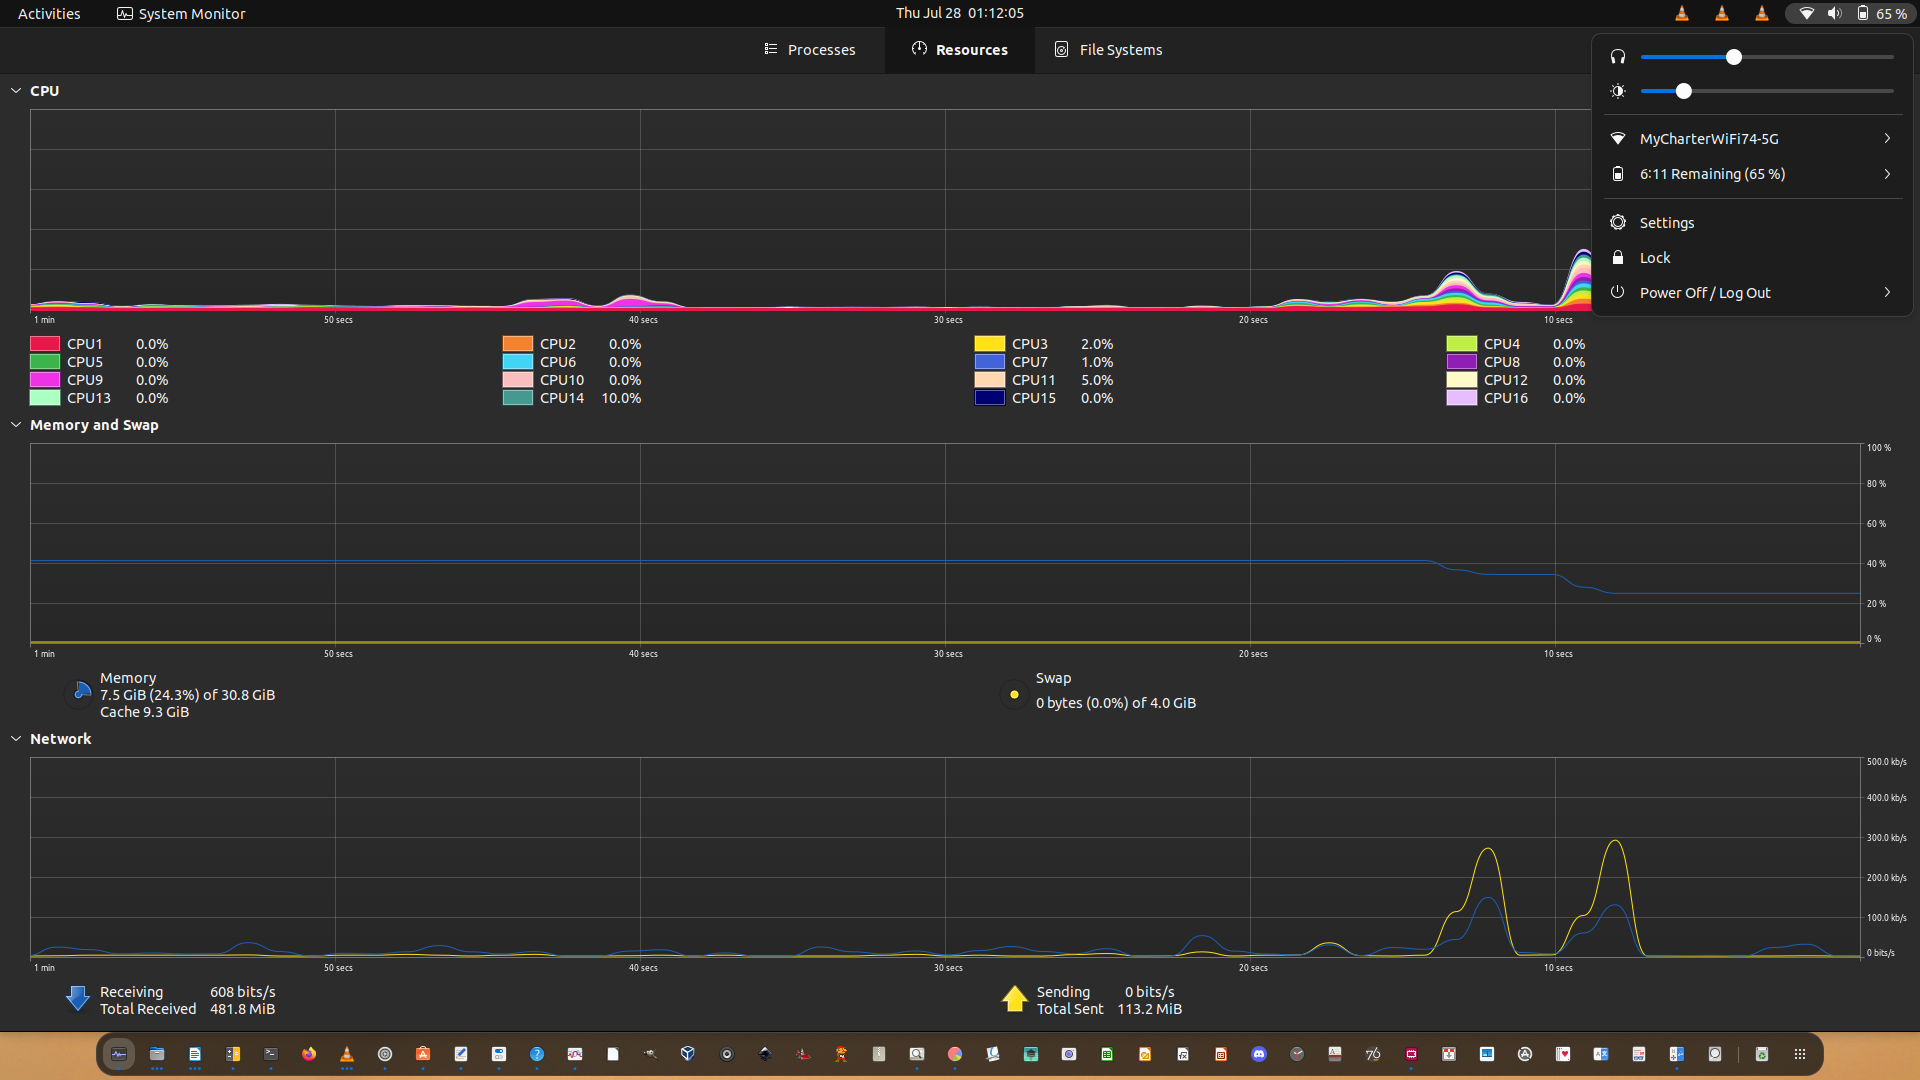 Activities
System Monitor
Thu Jul 28 01:12:05
65 %
Processes
Resources
File Systems
MyCharterWiFi74-5G
6:11 Remaining (65 %)
Settings
Lock
Power Off / Log Out
CPU
1 min
50 secs
40 secs
30 secs
20 secs
10 secs
CPU1 0.0%
CPU2 0.0%
CPU3 2.0%
CPU4 0.0%
CPU5 0.0%
CPU6 0.0%
CPU7 1.0%
CPU8 0.0%
CPU9 0.0%
CPU10 0.0%
CPU11 5.0%
CPU12 0.0%
CPU13 0.0%
CPU14 10.0%
CPU15 0.0%
CPU16 0.0%
Memory and Swap
100 %
80 %
60 %
40 %
20 %
0 %
1 min
50 secs
40 secs
30 secs
20 secs
10 secs
Memory
7.5 GiB (24.3%) of 30.8 GiB
Cache 9.3 GiB
Swap
0 bytes (0.0%) of 4.0 GiB
Network
500.0 kb/s
400.0 kb/s
300.0 kb/s
200.0 kb/s
100.0 kb/s
0 bits/s
1 min
50 secs
40 secs
30 secs
20 secs
10 secs
Receiving 608 bits/s
Total Received 481.8 MiB
Sending 0 bits/s
Total Sent 113.2 MiB